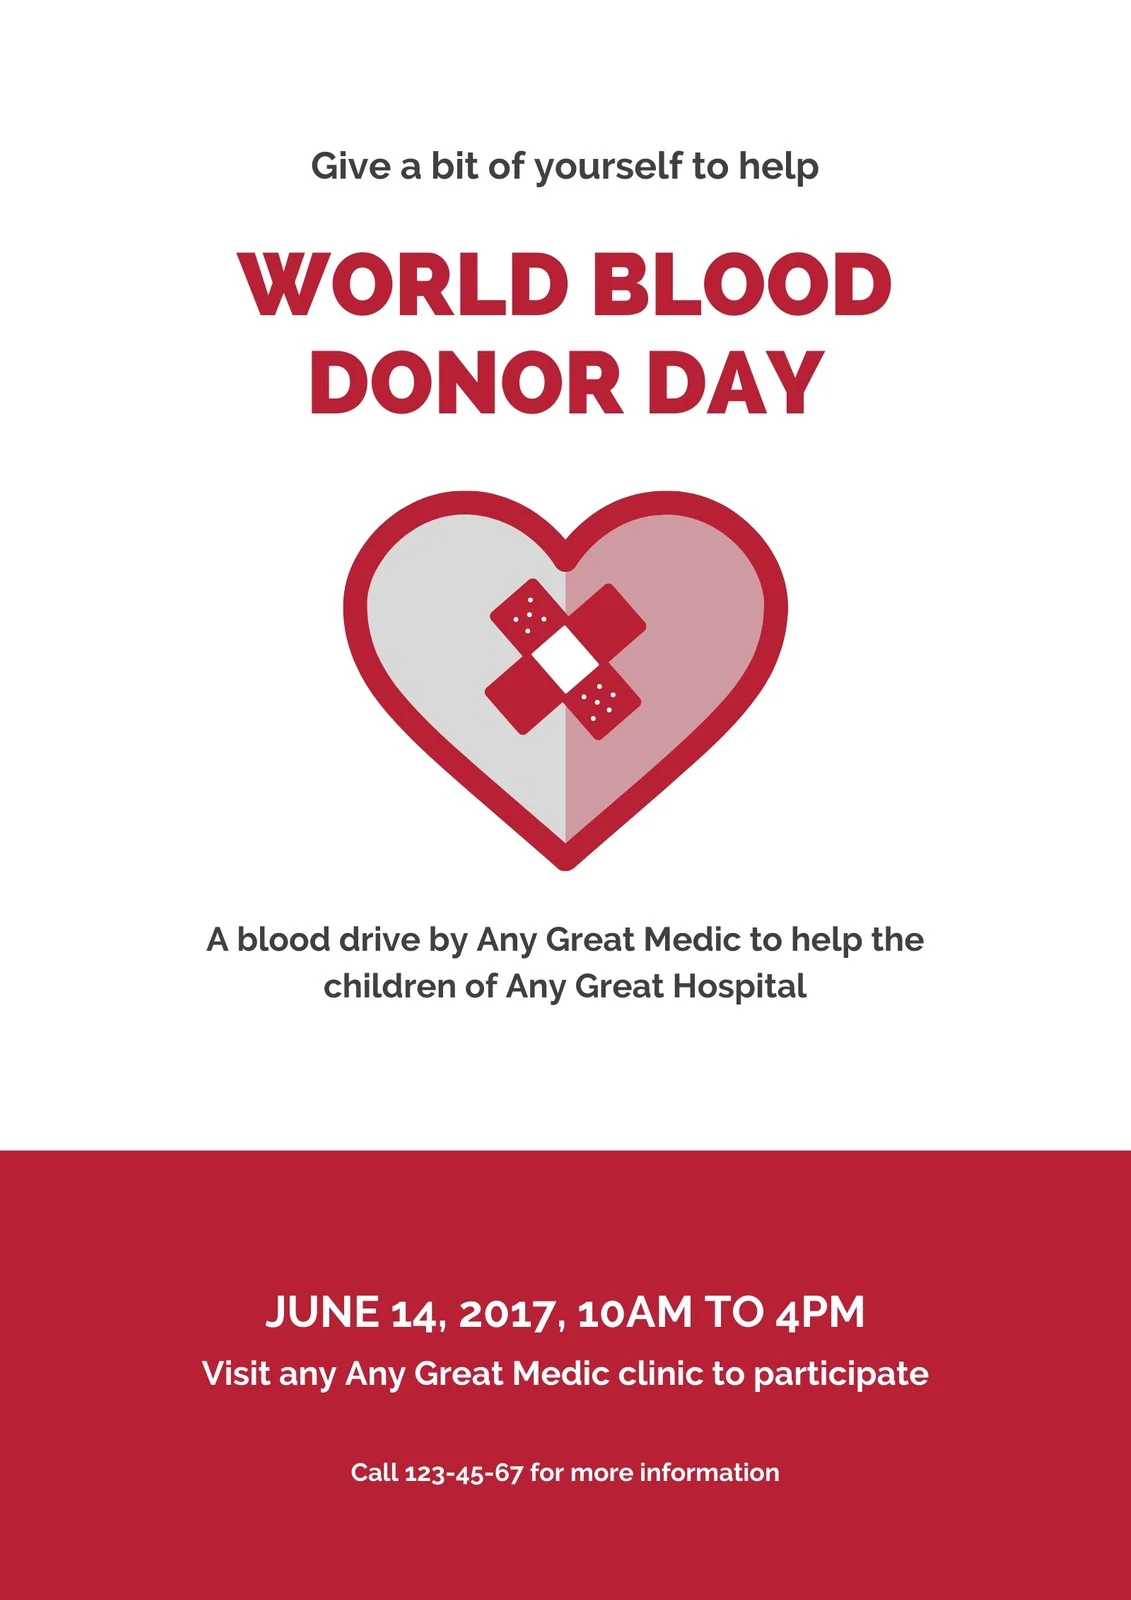 Give a bit of yourself to help
WORLD BLOOD
DONOR DAY
A blood drive by Any Great Medic to help the
children of Any Great Hospital
JUNE 14, 2017, 10AM TO 4PM
Visit any Any Great Medic clinic to participate
Call 123-45-67 for more information